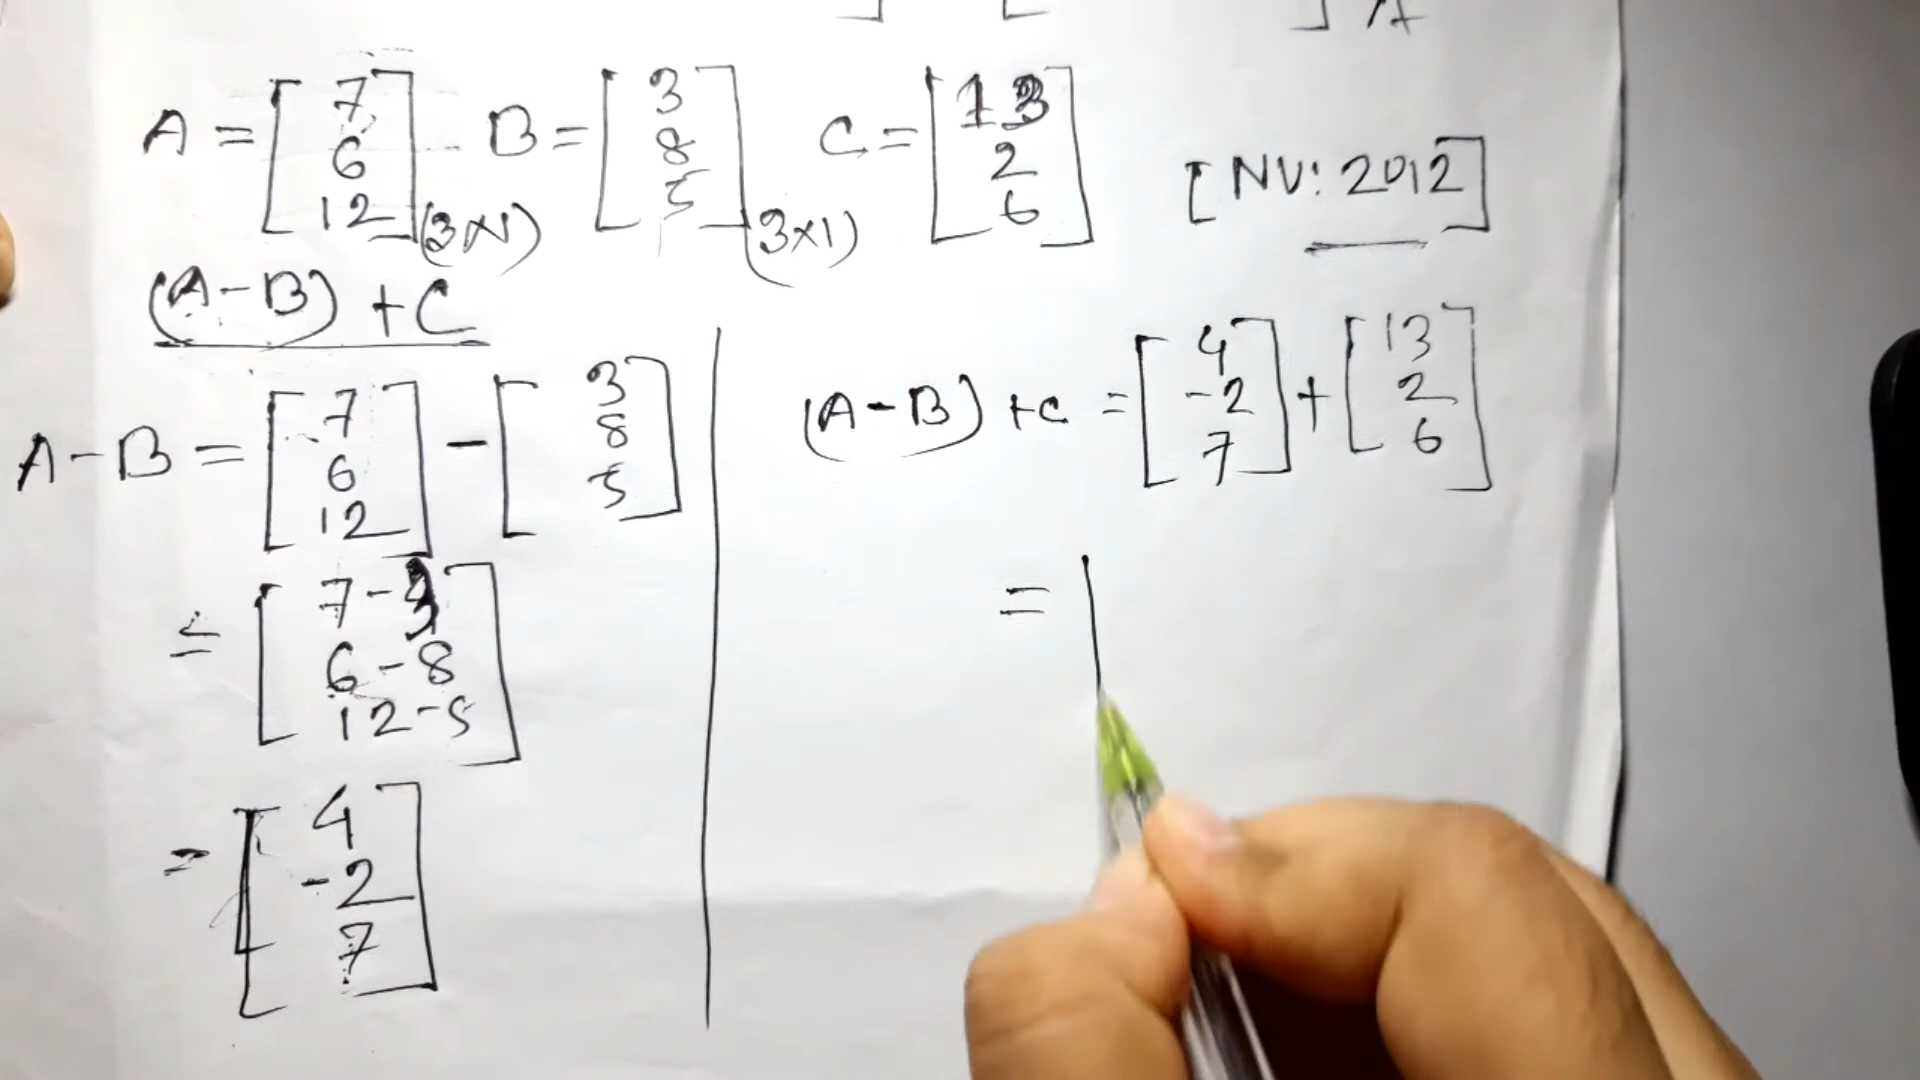 ] [ ] A
A = [ 7 6 12 ] (3×1) B = [ 3 8 5 ] (3×1) C = [ 13 2 6 ] [NU: 2012]
(A-B) + C
A-B = [ 7 6 12 ] - [ 3 8 5 ]
= [ 7-3 6-8 12-5 ]
= [ 4 -2 7 ]
(A-B) + C = [ 4 -2 7 ] + [ 13 2 6 ]
=